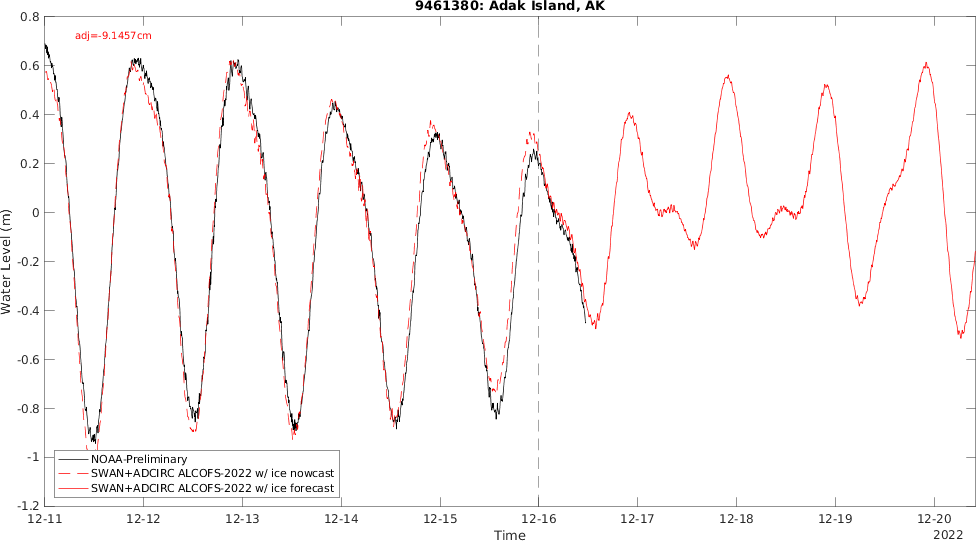 9461380: Adak Island, AK
adj=-9.1457cm
0.8
0.6
0.4
0.2
0
-0.2
-0.4
-0.6
-0.8
-1
-1.2
Water Level (m)
NOAA-Preliminary
SWAN+ADCIRC ALCOFS-2022 w/ ice nowcast
SWAN+ADCIRC ALCOFS-2022 w/ ice forecast
12-11 12-12 12-13 12-14 12-15 12-16 12-17 12-18 12-19 12-20
Time
2022